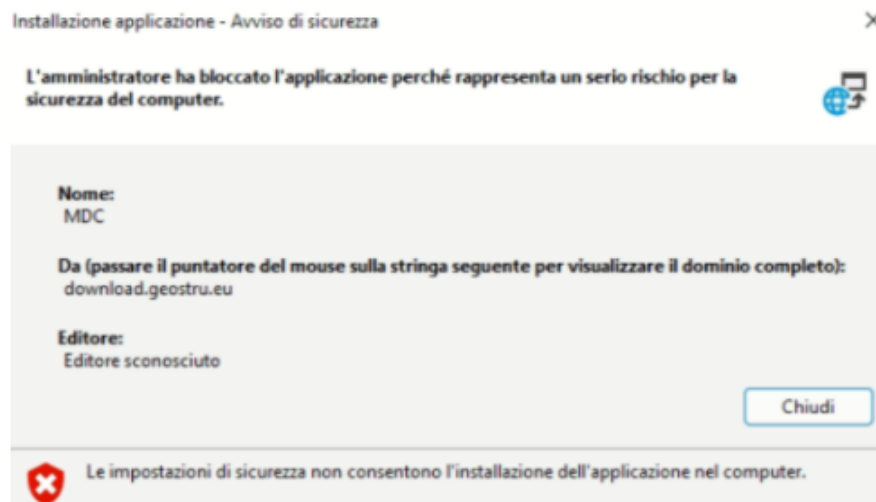 Installazione applicazione - Avviso di sicurezza
L'amministratore ha bloccato l'applicazione perché rappresenta un serio rischio per la
sicurezza del computer.
Nome:
MDC
Da (passare il puntatore del mouse sulla stringa seguente per visualizzare il dominio completo):
download.geostru.eu
Editore:
Editore sconosciuto
Chiudi
Le impostazioni di sicurezza non consentono l'installazione dell'applicazione nel computer.